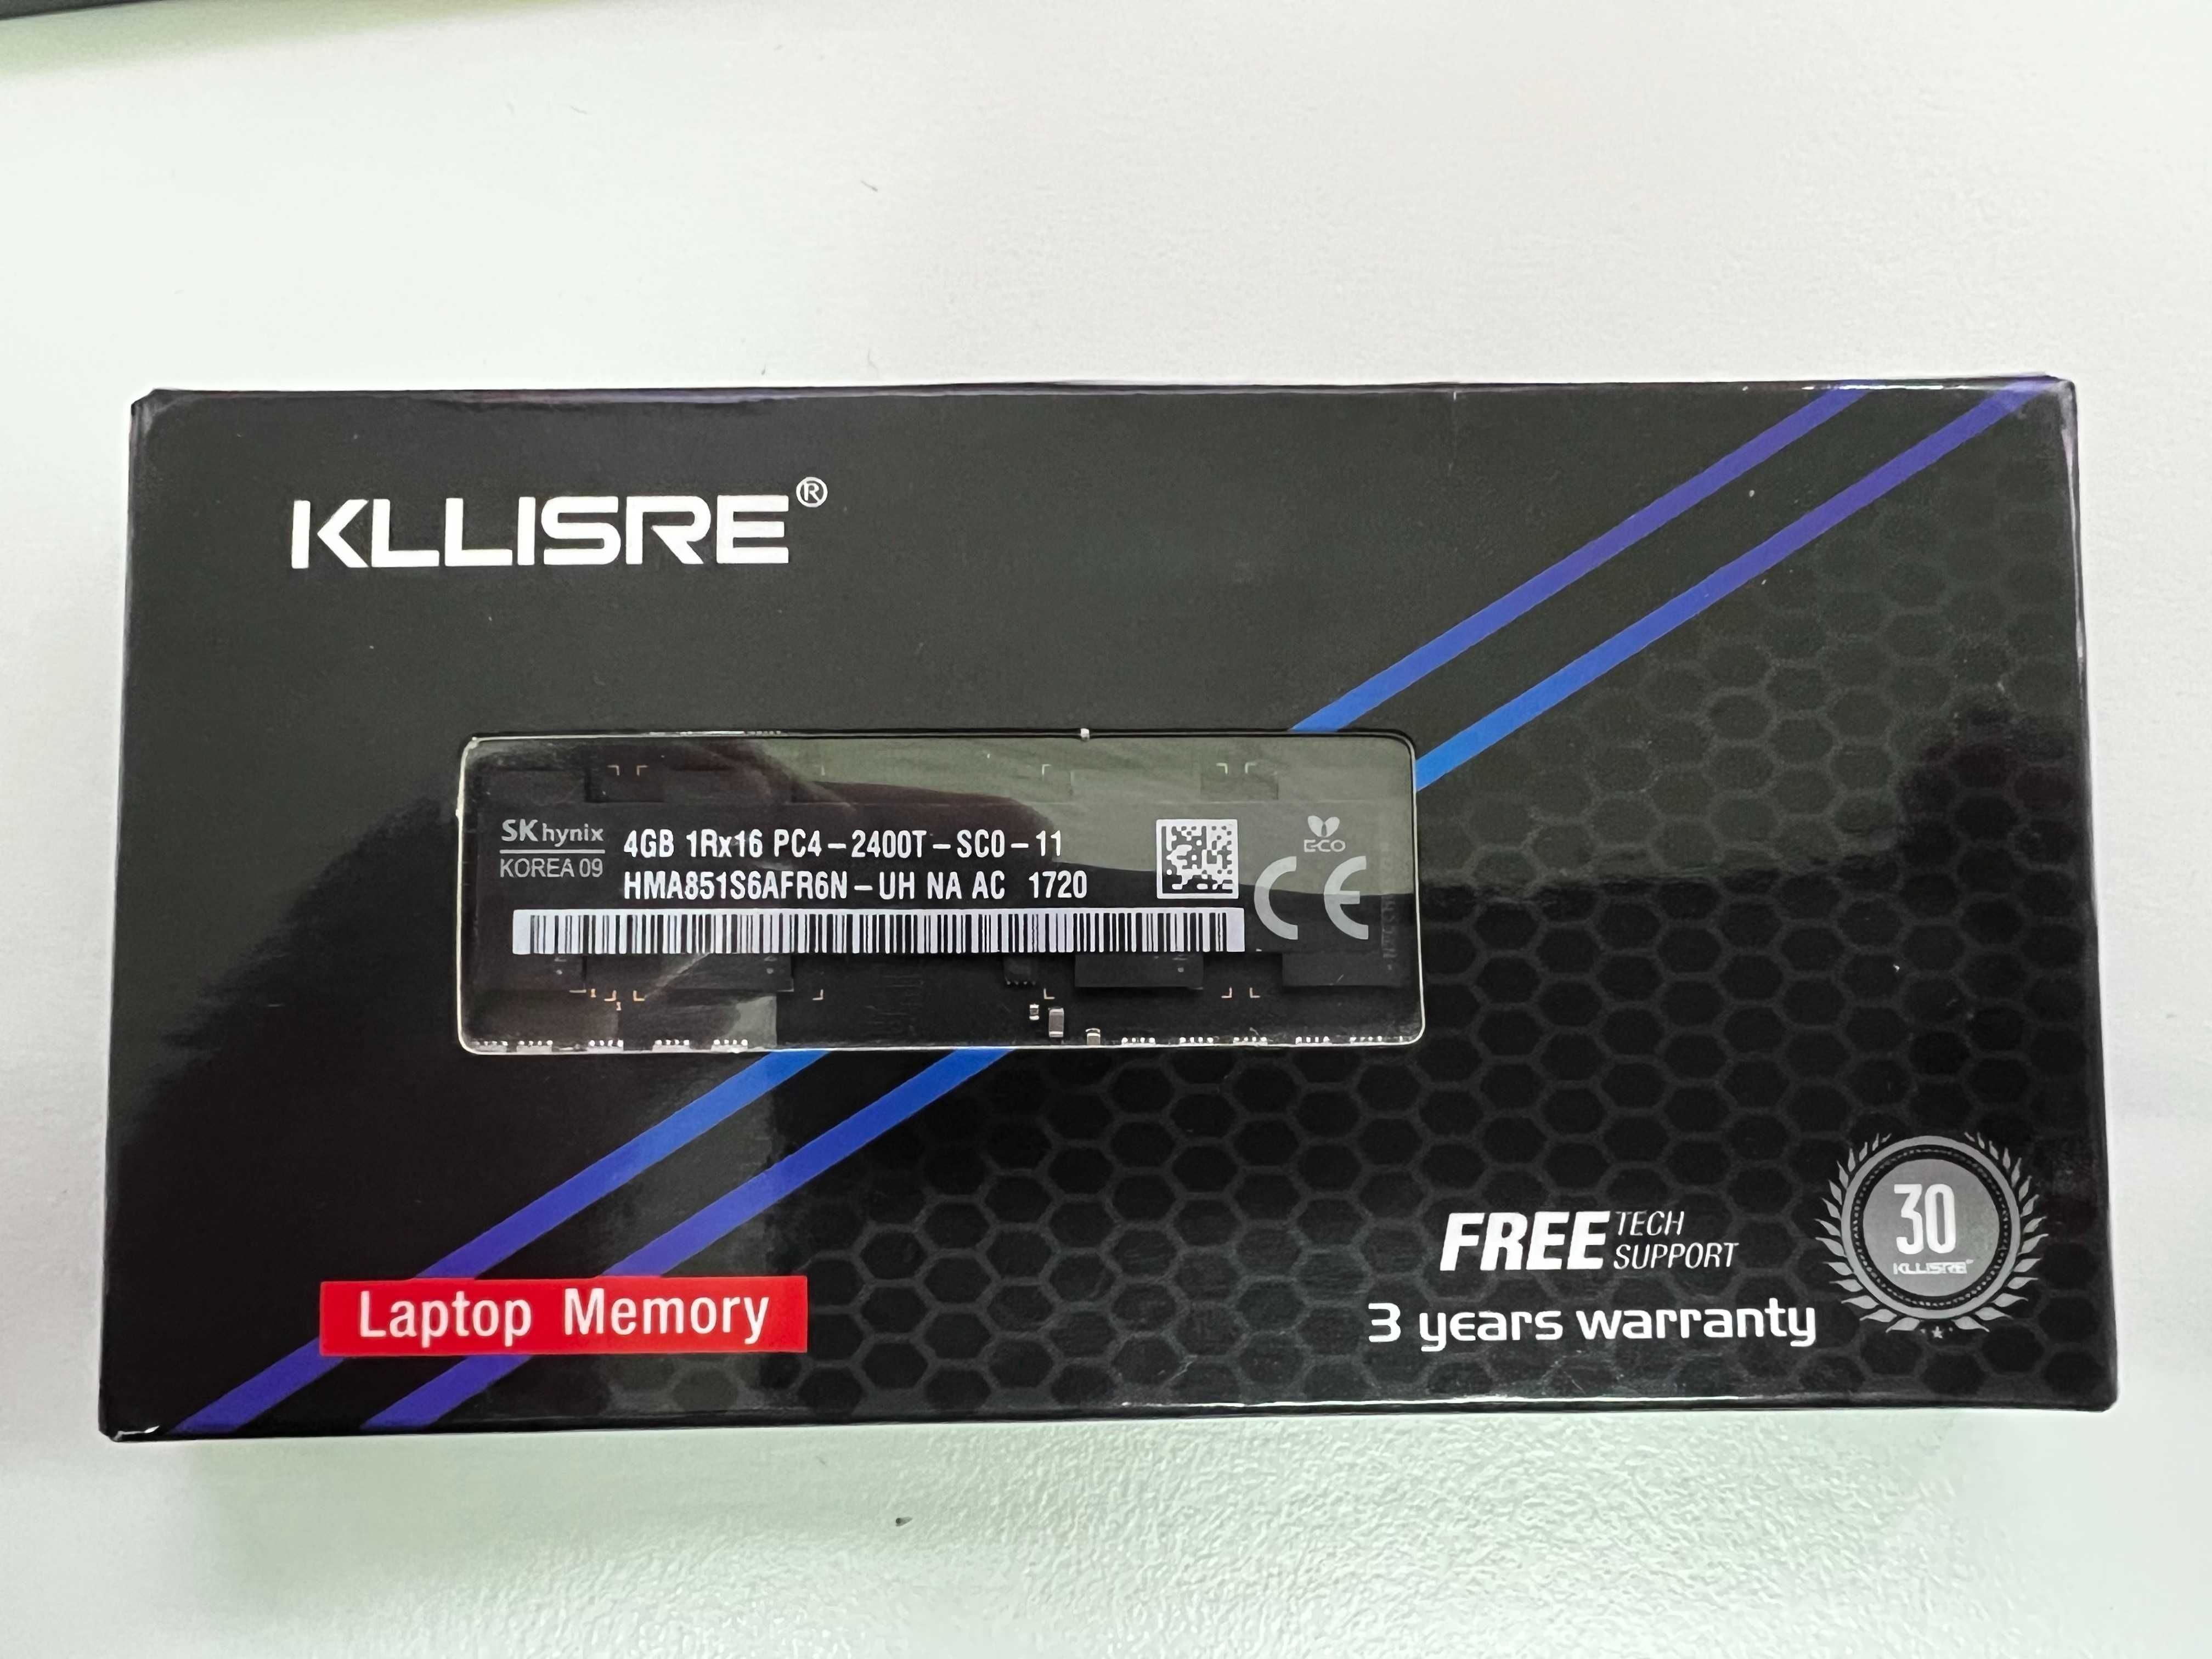 KLLISRE®
SK hynix
KOREA 09
4GB 1Rx16 PC4-2400T-SC0-11
HMA851S6AFR6N-UH NA AC 1720
ECO
CE
Laptop Memory
FREE TECH SUPPORT
3 years warranty
30
KLLISRE